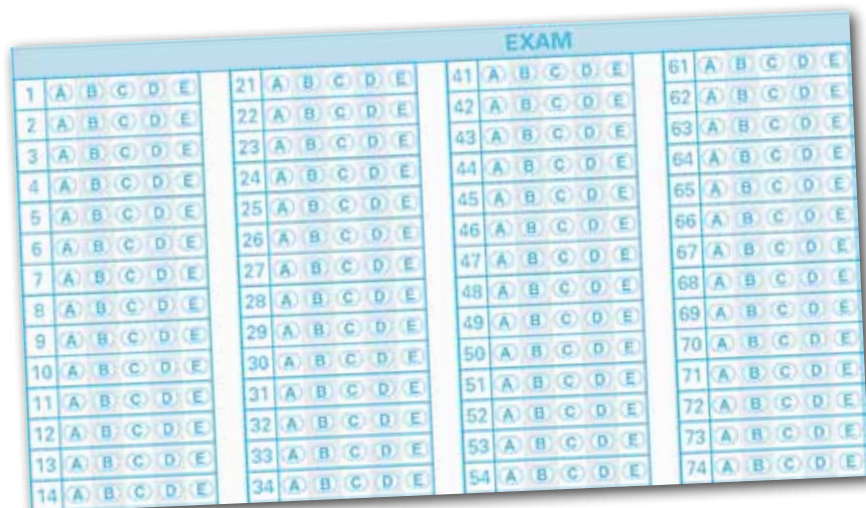 EXAM
1 A B C D E 21 A B C D E 41 A B C D E 61 A B C D E
2 A B C D E 22 A B C D E 42 A B C D E 62 A B C D E
3 A B C D E 23 A B C D E 43 A B C D E 63 A B C D E
4 A B C D E 24 A B C D E 44 A B C D E 64 A B C D E
5 A B C D E 25 A B C D E 45 A B C D E 65 A B C D E
6 A B C D E 26 A B C D E 46 A B C D E 66 A B C D E
7 A B C D E 27 A B C D E 47 A B C D E 67 A B C D E
8 A B C D E 28 A B C D E 48 A B C D E 68 A B C D E
9 A B C D E 29 A B C D E 49 A B C D E 69 A B C D E
10 A B C D E 30 A B C D E 50 A B C D E 70 A B C D E
11 A B C D E 31 A B C D E 51 A B C D E 71 A B C D E
12 A B C D E 32 A B C D E 52 A B C D E 72 A B C D E
13 A B C D E 33 A B C D E 53 A B C D E 73 A B C D E
14 A B C D E 34 A B C D E 54 A B C D E 74 A B C D E